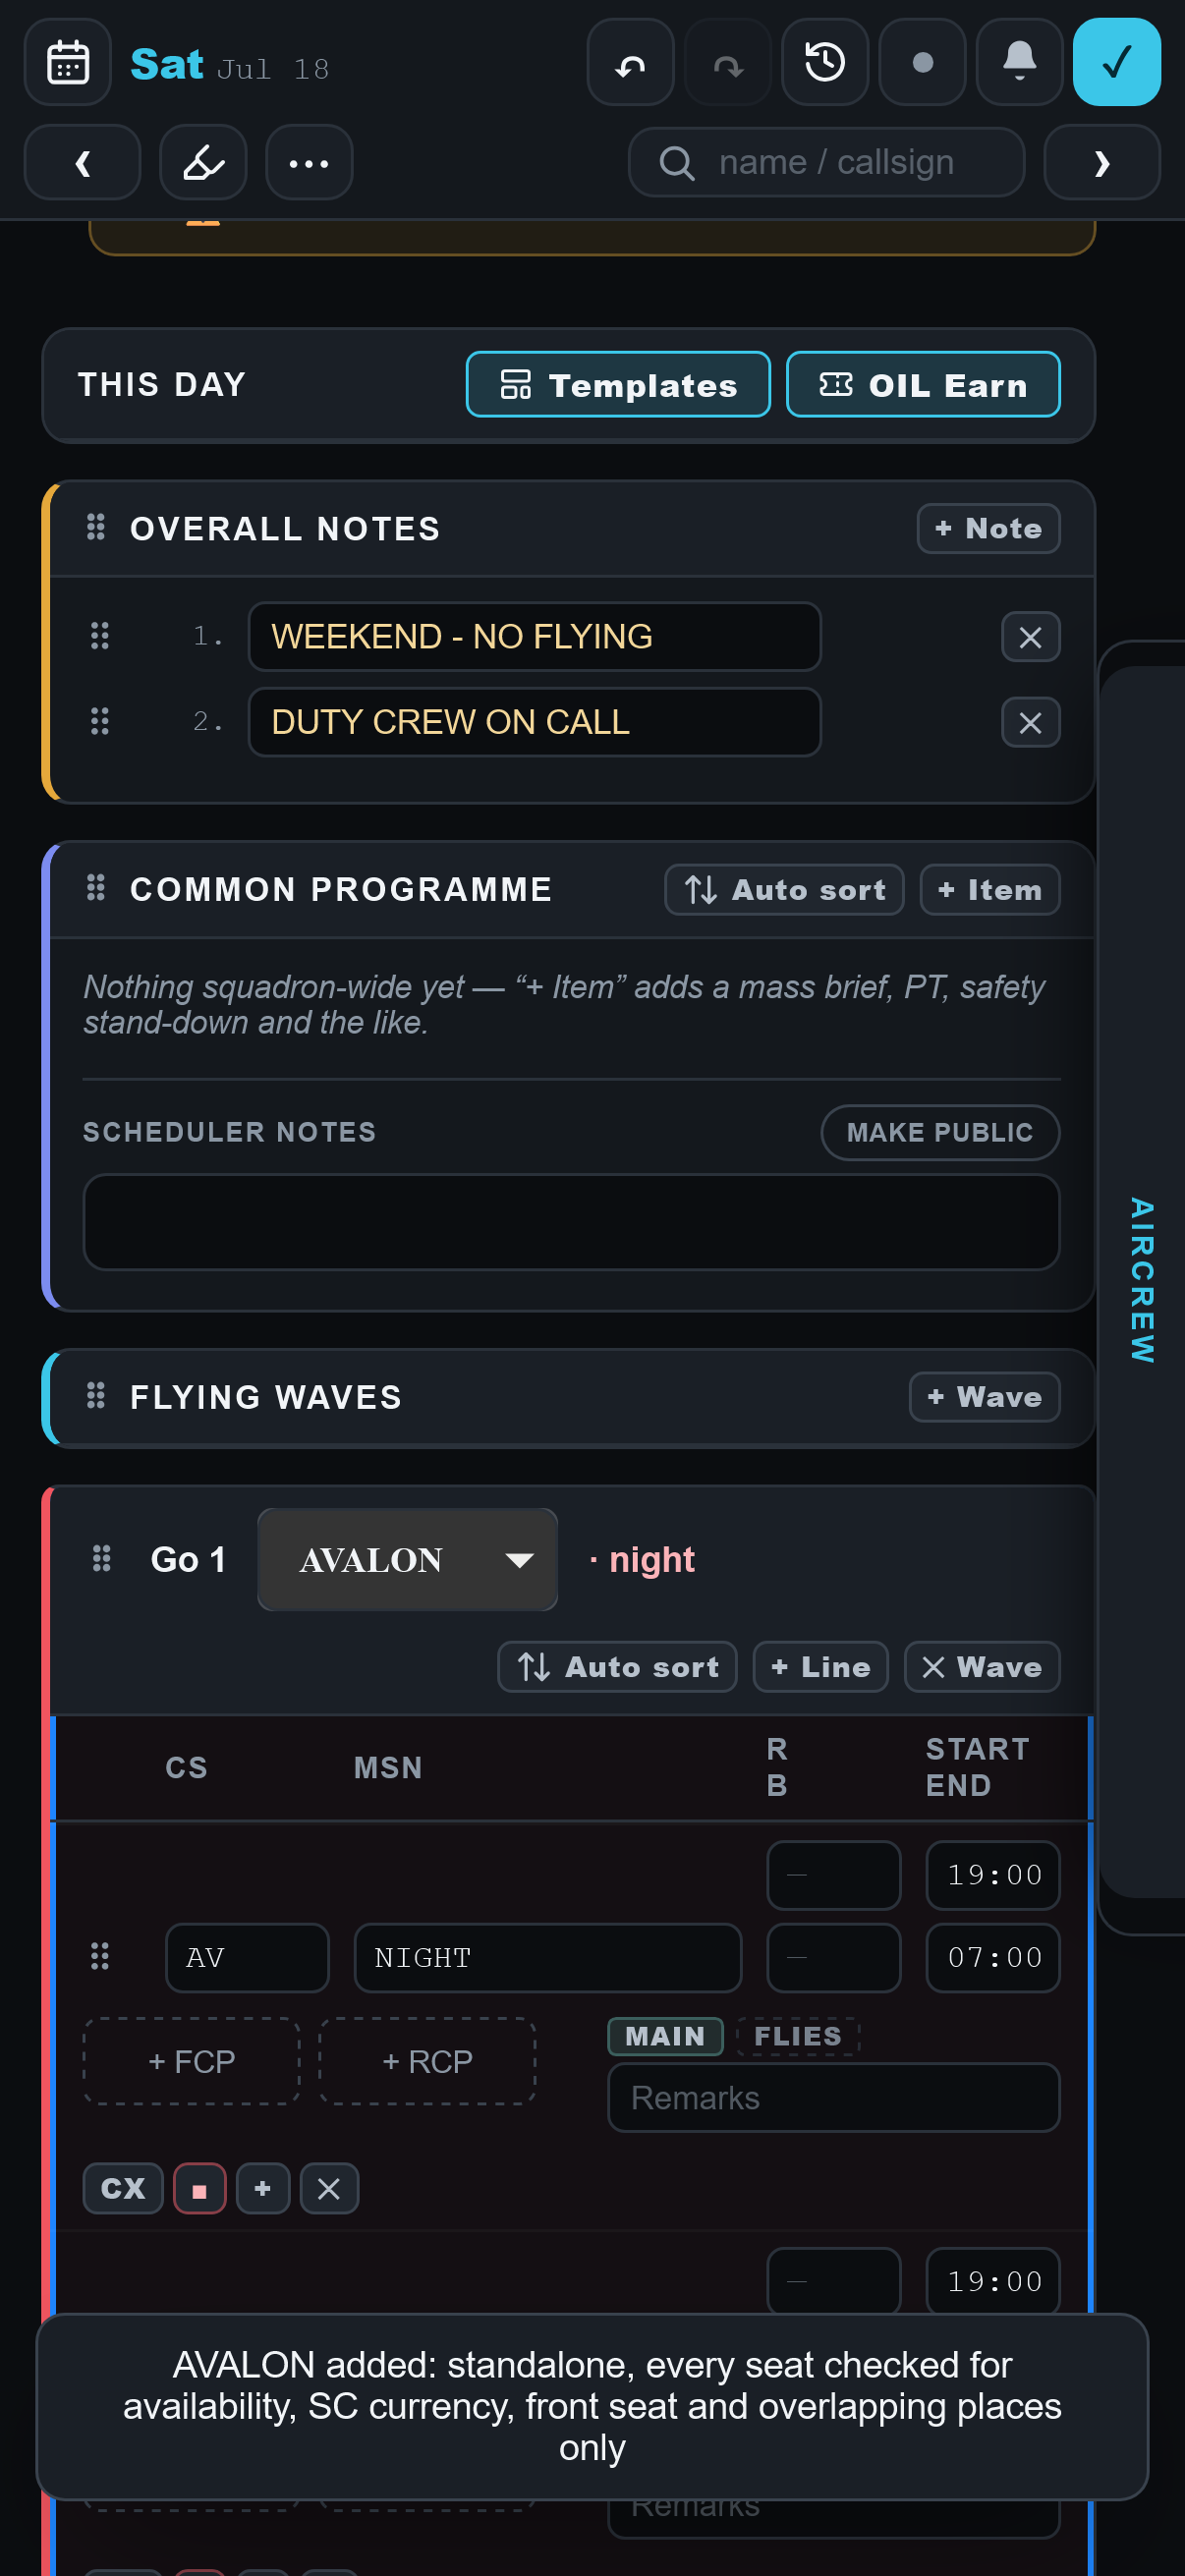 Sat Jul 18
name / callsign
THIS DAY
Templates
OIL Earn
OVERALL NOTES
+ Note
1. WEEKEND - NO FLYING
2. DUTY CREW ON CALL
COMMON PROGRAMME
Auto sort
+ Item
Nothing squadron-wide yet — “+ Item” adds a mass brief, PT, safety
stand-down and the like.
SCHEDULER NOTES
MAKE PUBLIC
AIRCREW
FLYING WAVES
+ Wave
Go 1
AVALON
· night
Auto sort
+ Line
× Wave
CS
MSN
R
B
START
END
—
19:00
AV
NIGHT
—
07:00
+ FCP
+ RCP
MAIN
FLIES
Remarks
CX
+
×
—
19:00
AVALON added: standalone, every seat checked for
availability, SC currency, front seat and overlapping places
only
Remarks